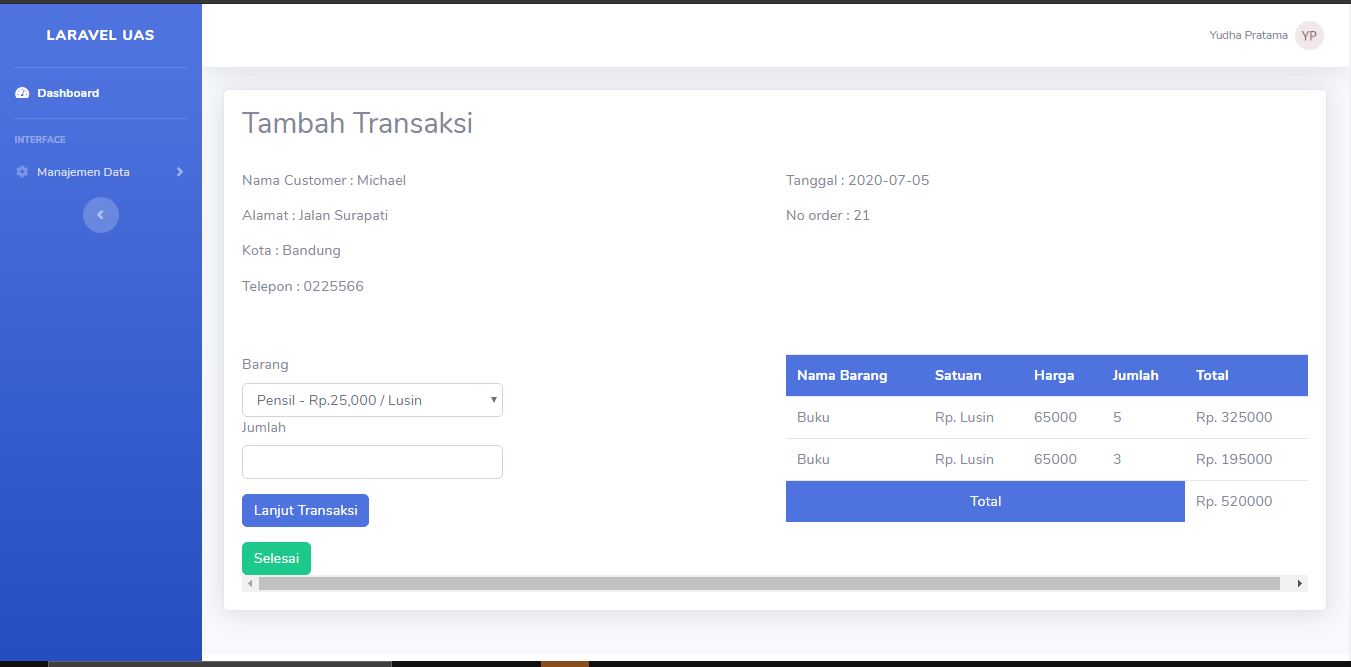 LARAVEL UAS
Yudha Pratama YP
Dashboard
INTERFACE
Manajemen Data
Tambah Transaksi
Nama Customer : Michael
Alamat : Jalan Surapati
Kota : Bandung
Telepon : 0225566
Tanggal : 2020-07-05
No order : 21
Barang
Pensil - Rp.25,000 / Lusin
Jumlah
Lanjut Transaksi
Selesai
Nama Barang Satuan Harga Jumlah Total
Buku Rp. Lusin 65000 5 Rp. 325000
Buku Rp. Lusin 65000 3 Rp. 195000
Total Rp. 520000